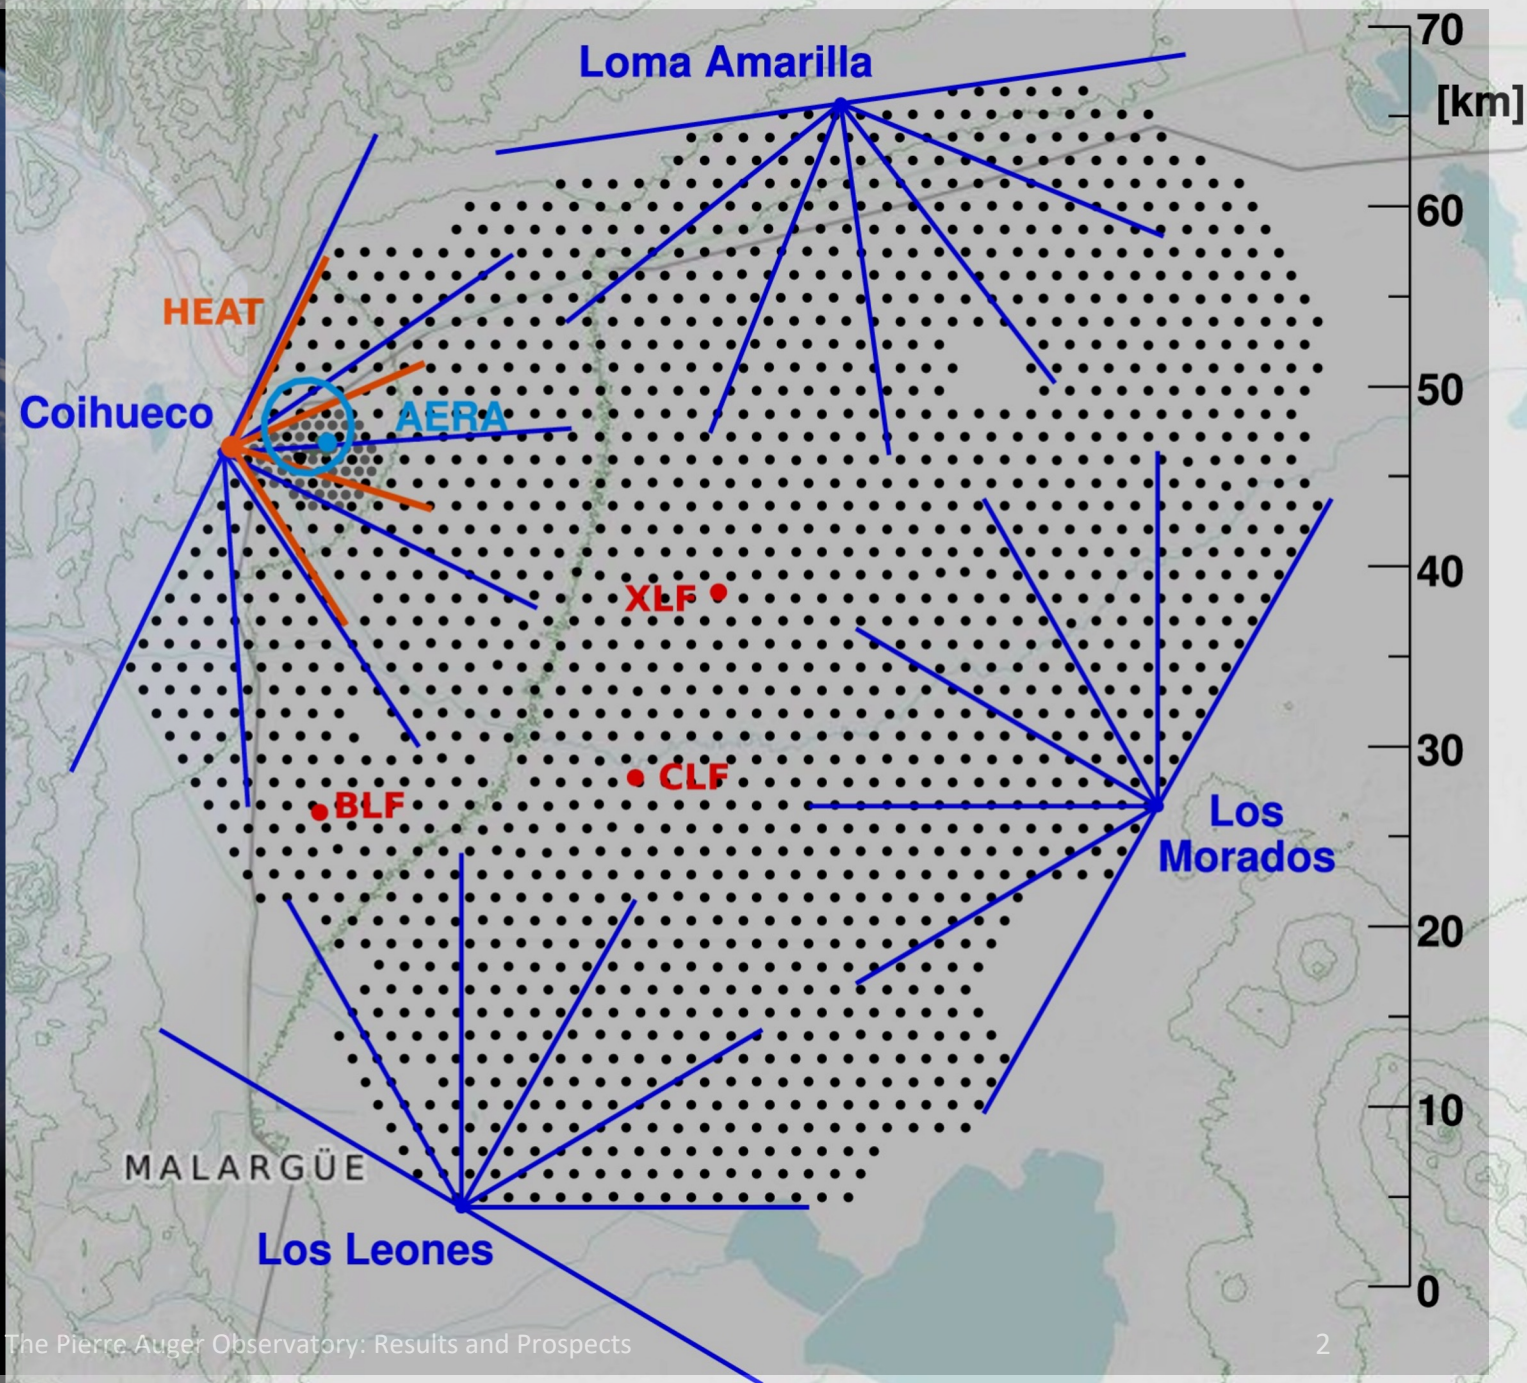 Loma Amarilla
70
[km]
60
HEAT
50
Coihueco
AERA
40
XLF
30
CLF
BLF
Los
Morados
20
10
MALARGÜE
Los Leones
0
The Pierre Auger Observatory: Results and Prospects
2